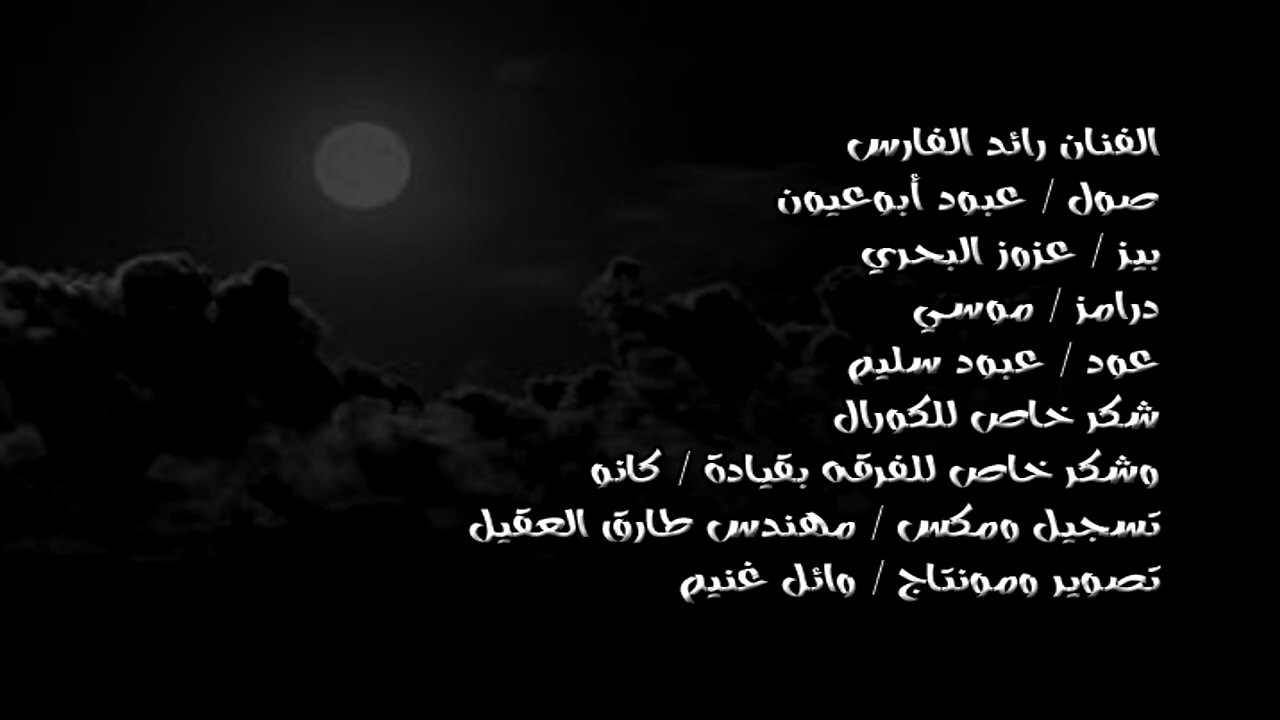 الفنان رائد الفارس
صول / عبود أبوعيون
بيز / عزوز البحري
درامز / موسي
عود / عبود سليم
شكر خاص للكورال
وشكر خاص للفرقه بقيادة / كانو
تسجيل ومكس / مهندس طارق العقيل
تصوير ومونتاج / وائل غنيم